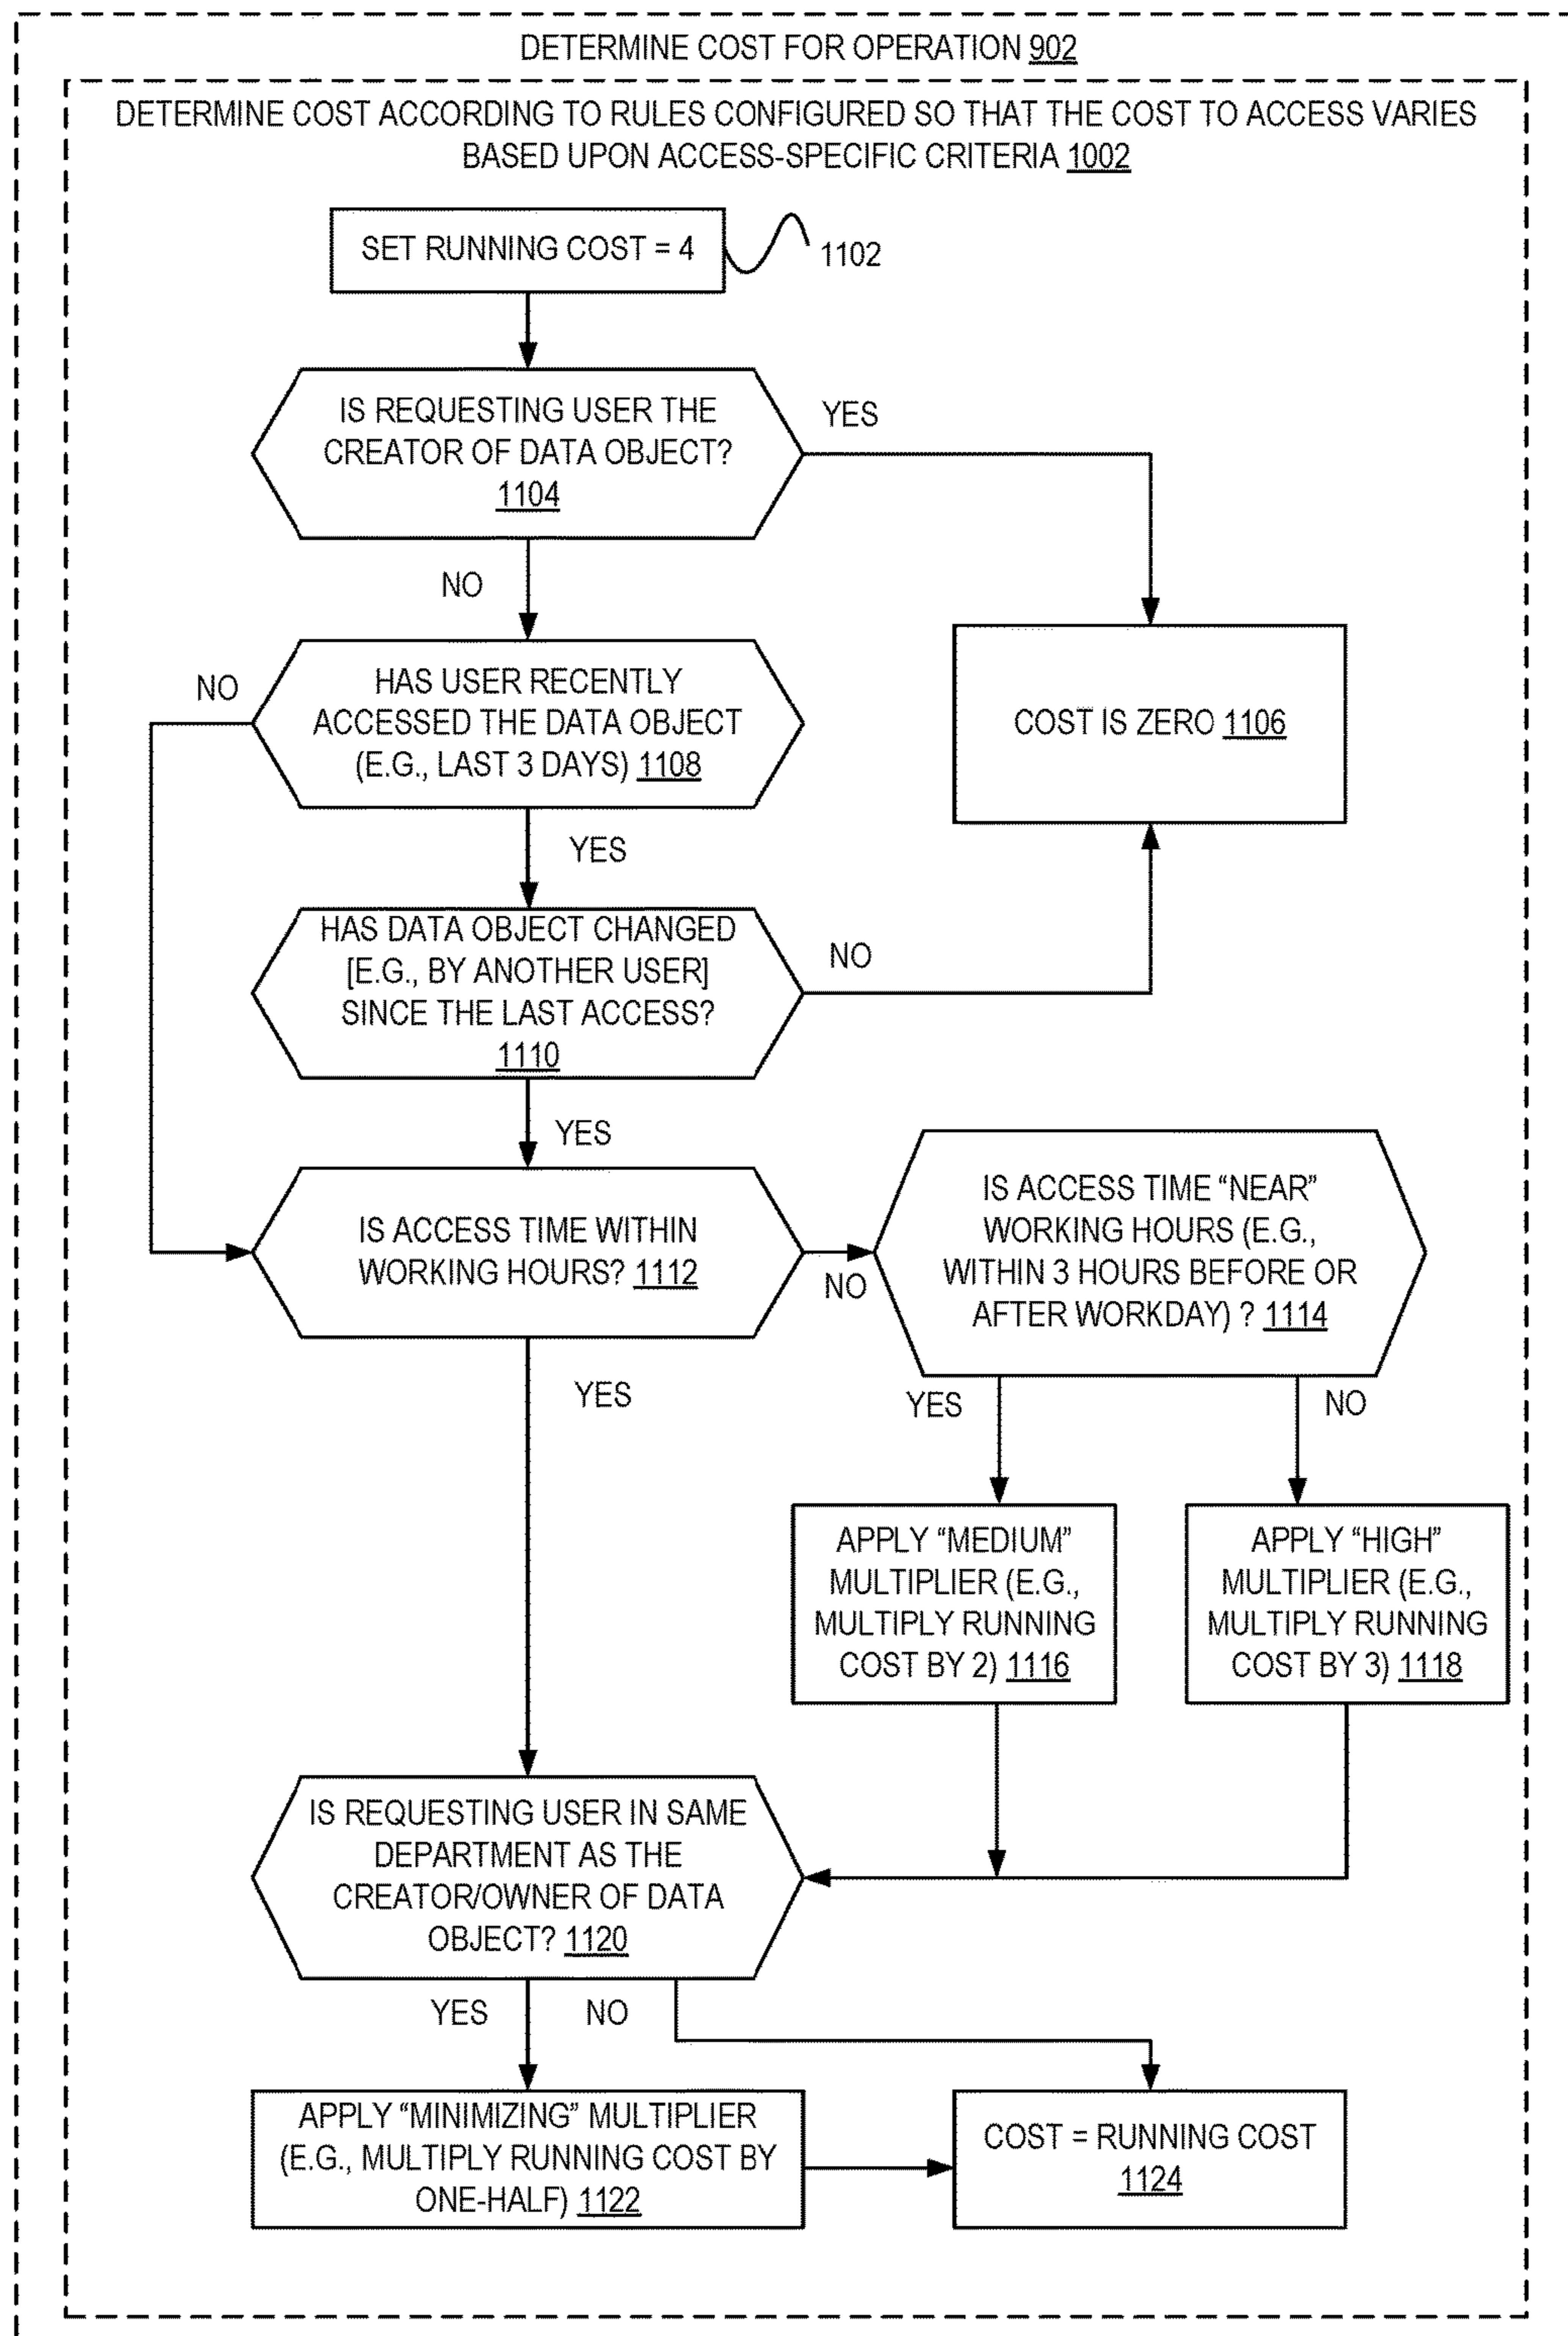 DETERMINE COST FOR OPERATION 902
DETERMINE COST ACCORDING TO RULES CONFIGURED SO THAT THE COST TO ACCESS VARIES
BASED UPON ACCESS-SPECIFIC CRITERIA 1002
SET RUNNING COST = 4
1102
IS REQUESTING USER THE
CREATOR OF DATA OBJECT?
1104
YES
NO
HAS USER RECENTLY
ACCESSED THE DATA OBJECT
(E.G., LAST 3 DAYS) 1108
NO
COST IS ZERO 1106
YES
HAS DATA OBJECT CHANGED
[E.G., BY ANOTHER USER]
SINCE THE LAST ACCESS?
1110
NO
YES
IS ACCESS TIME WITHIN
WORKING HOURS? 1112
NO
IS ACCESS TIME “NEAR”
WORKING HOURS (E.G.,
WITHIN 3 HOURS BEFORE OR
AFTER WORKDAY) ? 1114
YES
YES
NO
APPLY “MEDIUM”
MULTIPLIER (E.G.,
MULTIPLY RUNNING
COST BY 2) 1116
APPLY “HIGH”
MULTIPLIER (E.G.,
MULTIPLY RUNNING
COST BY 3) 1118
IS REQUESTING USER IN SAME
DEPARTMENT AS THE
CREATOR/OWNER OF DATA
OBJECT? 1120
YES
NO
APPLY “MINIMIZING” MULTIPLIER
(E.G., MULTIPLY RUNNING COST BY
ONE-HALF) 1122
COST = RUNNING COST
1124